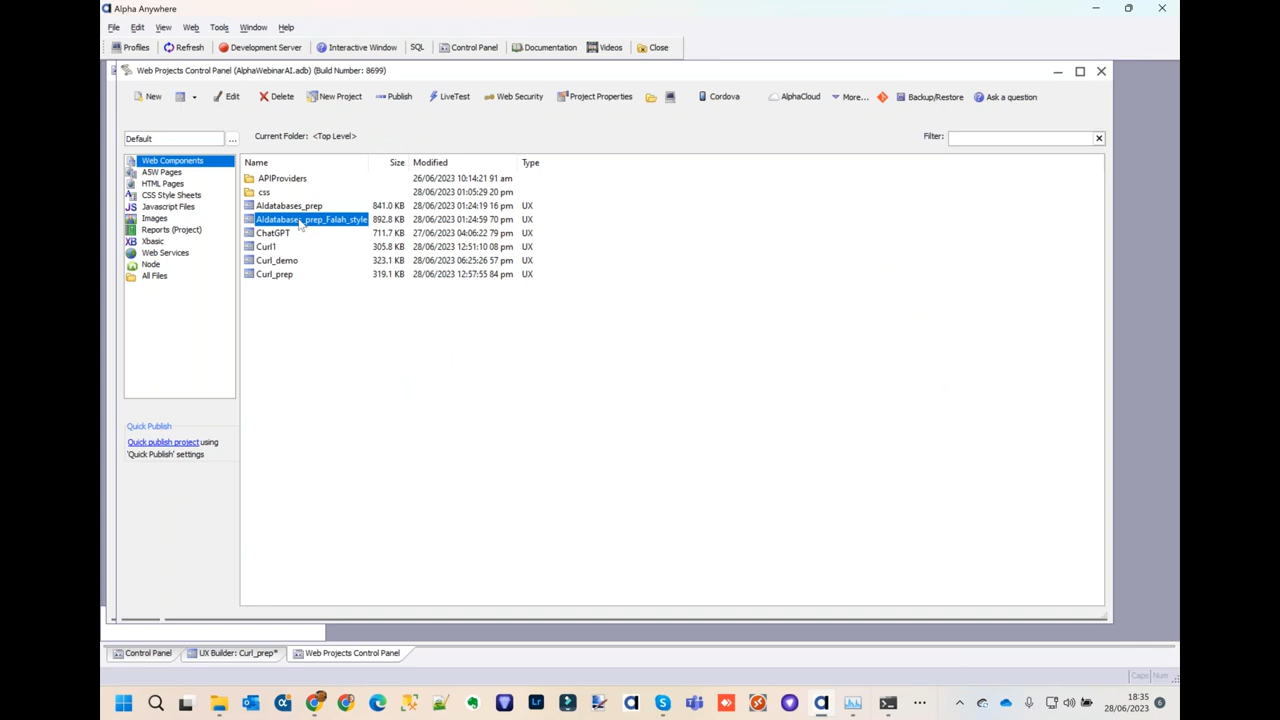 Alpha Anywhere
File Edit View Web Tools Window Help
Profiles Refresh Development Server Interactive Window SQL Control Panel Documentation Videos Close
Web Projects Control Panel (AlphaWebinarAI.adb) (Build Number: 8699)
New Edit Delete New Project Publish LiveTest Web Security Project Properties Cordova AlphaCloud More... Backup/Restore Ask a question
Default ... Current Folder: <Top Level> Filter:
Web Components
ASW Pages
HTML Pages
CSS Style Sheets
JS Javascript Files
Images
Reports (Project)
XB Xbasic
Web Services
Node
All Files
Name Size Modified Type
APIProviders 26/06/2023 10:14:21 91 am
css 28/06/2023 01:05:29 20 pm
AIdatabases_prep 841.0 KB 28/06/2023 01:24:19 16 pm UX
AIdatabases_prep_Falah_style 892.8 KB 28/06/2023 01:24:59 70 pm UX
ChatGPT 711.7 KB 27/06/2023 04:06:22 79 pm UX
Curl1 305.8 KB 28/06/2023 12:51:10 08 pm UX
Curl_demo 323.1 KB 28/06/2023 06:25:26 57 pm UX
Curl_prep 319.1 KB 28/06/2023 12:57:55 84 pm UX
Quick Publish
Quick publish project using
'Quick Publish' settings
Control Panel UX Builder: Curl_prep* Web Projects Control Panel
Caps Num
Lr
18:35
28/06/2023 6